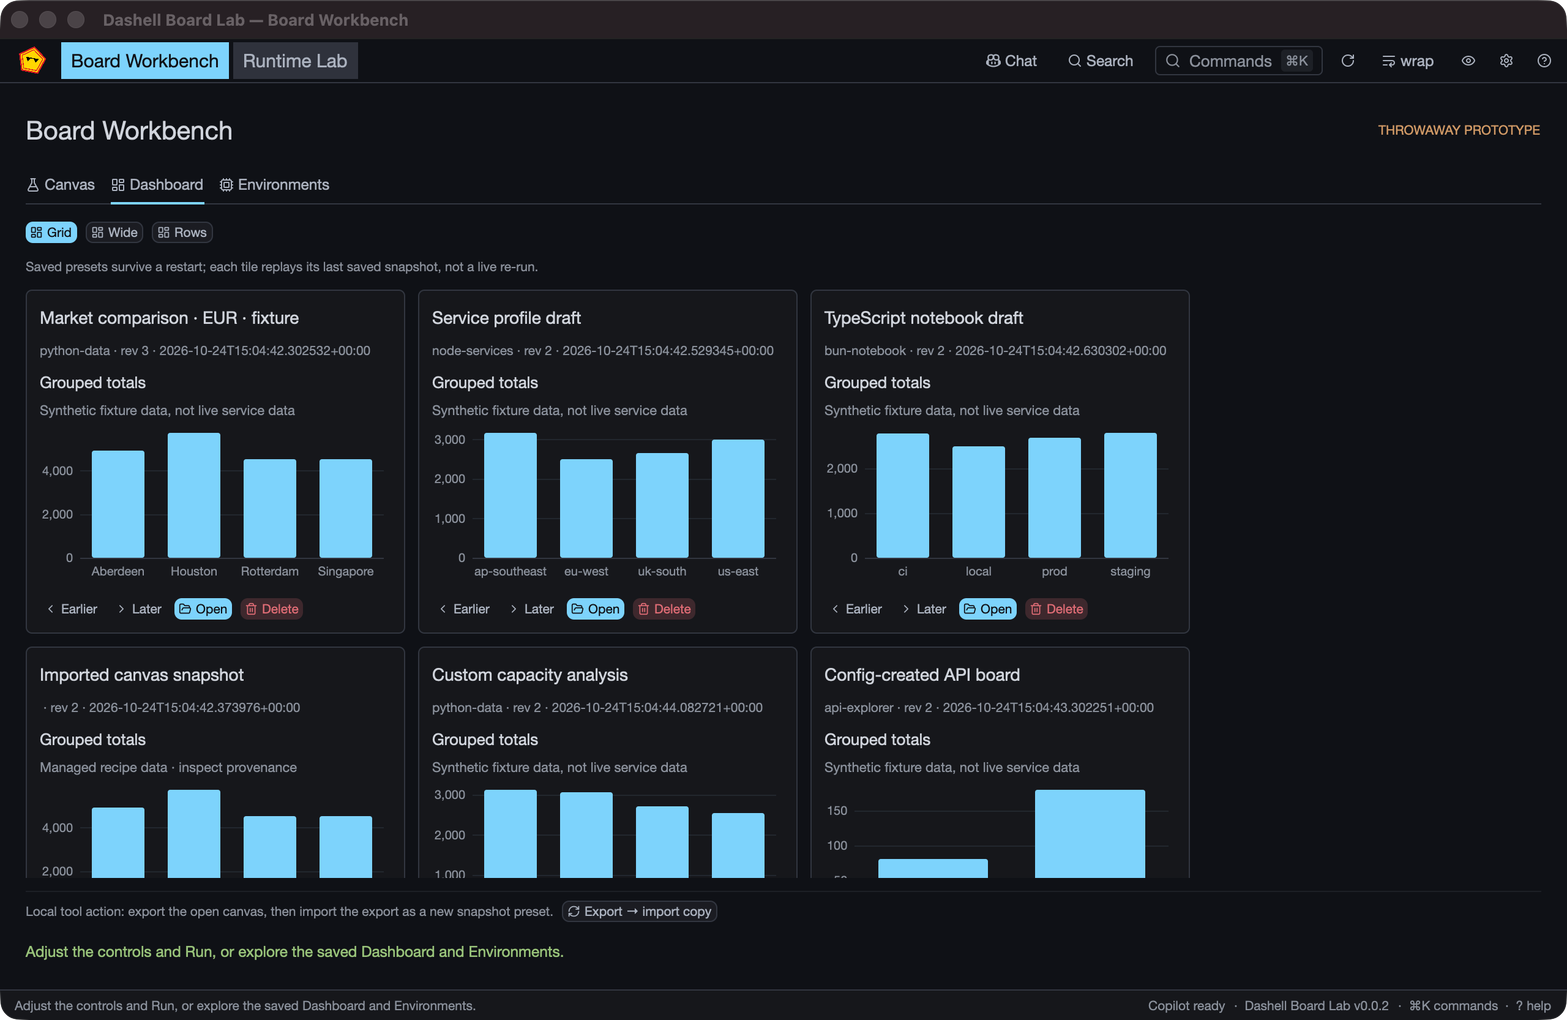 Dashell Board Lab — Board Workbench
Board Workbench
Runtime Lab
Chat
Search
Commands ⌘K
wrap
Board Workbench
THROWAWAY PROTOTYPE
Canvas
Dashboard
Environments
Grid
Wide
Rows
Saved presets survive a restart; each tile replays its last saved snapshot, not a live re-run.
Market comparison · EUR · fixture
python-data · rev 3 · 2026-10-24T15:04:42.302532+00:00
Grouped totals
Synthetic fixture data, not live service data
4,000
2,000
0
Aberdeen Houston Rotterdam Singapore
Earlier Later Open Delete
Service profile draft
node-services · rev 2 · 2026-10-24T15:04:42.529345+00:00
Grouped totals
Synthetic fixture data, not live service data
3,000
2,000
1,000
0
ap-southeast eu-west uk-south us-east
Earlier Later Open Delete
TypeScript notebook draft
bun-notebook · rev 2 · 2026-10-24T15:04:42.630302+00:00
Grouped totals
Synthetic fixture data, not live service data
2,000
1,000
0
ci local prod staging
Earlier Later Open Delete
Imported canvas snapshot
· rev 2 · 2026-10-24T15:04:42.373976+00:00
Grouped totals
Managed recipe data · inspect provenance
4,000
2,000
Custom capacity analysis
python-data · rev 2 · 2026-10-24T15:04:44.082721+00:00
Grouped totals
Synthetic fixture data, not live service data
3,000
2,000
1,000
Config-created API board
api-explorer · rev 2 · 2026-10-24T15:04:43.302251+00:00
Grouped totals
Synthetic fixture data, not live service data
150
100
Local tool action: export the open canvas, then import the export as a new snapshot preset.
Export → import copy
Adjust the controls and Run, or explore the saved Dashboard and Environments.
Adjust the controls and Run, or explore the saved Dashboard and Environments.
Copilot ready · Dashell Board Lab v0.0.2 · ⌘K commands · ? help